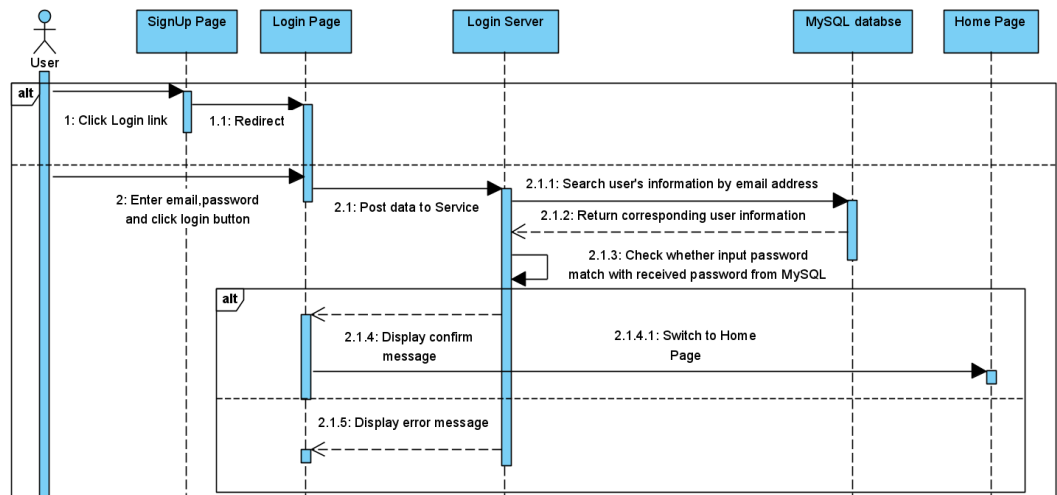 SignUp Page
Login Page
Login Server
MySQL databse
Home Page
User
alt
1: Click Login link
1.1: Redirect
2: Enter email,password
and click login button
2.1: Post data to Service
2.1.1: Search user's information by email address
2.1.2: Return corresponding user information
2.1.3: Check whether input password
match with received password from MySQL
alt
2.1.4: Display confirm
message
2.1.4.1: Switch to Home
Page
2.1.5: Display error message